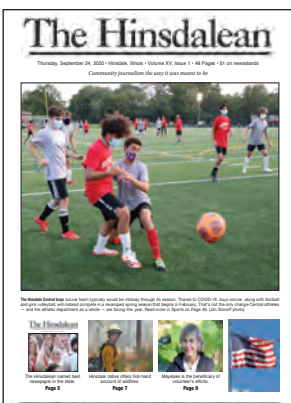 The Hinsdalean
Thursday, September 24, 2020 • Hinsdale, Illinois • Volume XV, Issue 1 • 48 Pages • $1 on newsstands
Community journalism the way it was meant to be
The Hinsdale Central boys soccer team typically would be midway through its season. Thanks to COVID-19, boys soccer, along with football
and girls volleyball, will instead compete in a revamped spring season that begins in February. That's not the only change Central athletes
— and the athletic department as a whole — are facing this year. Read more in Sports on Page 46. (Jim Slonoff photo)
The Hinsdalean
The Hinsdalean named best
newspaper in the state.
Page 5
Hinsdale native offers first-hand
account of wildfires.
Page 7
Maydake is the beneficiary of
volunteer's efforts.
Page 9